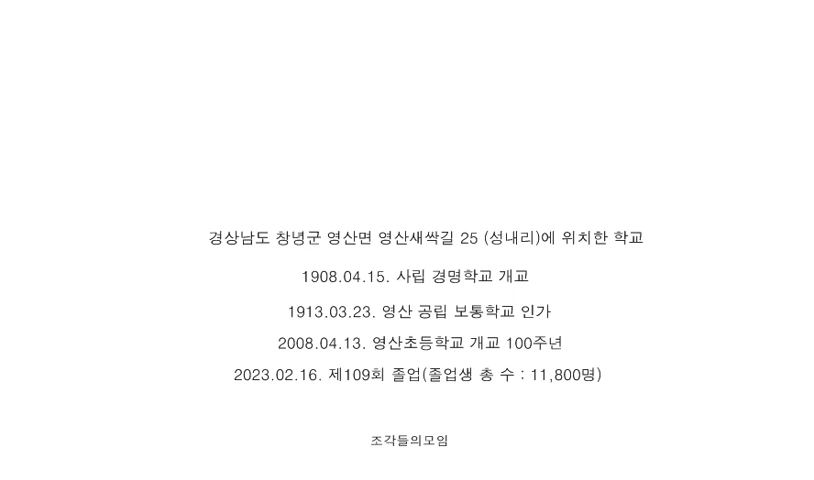 경상남도 창녕군 영산면 영산새싹길 25 (성내리)에 위치한 학교
1908.04.15. 사립 경명학교 개교
1913.03.23. 영산 공립 보통학교 인가
2008.04.13. 영산초등학교 개교 100주년
2023.02.16. 제109회 졸업(졸업생 총 수 : 11,800명)
조각들의모임